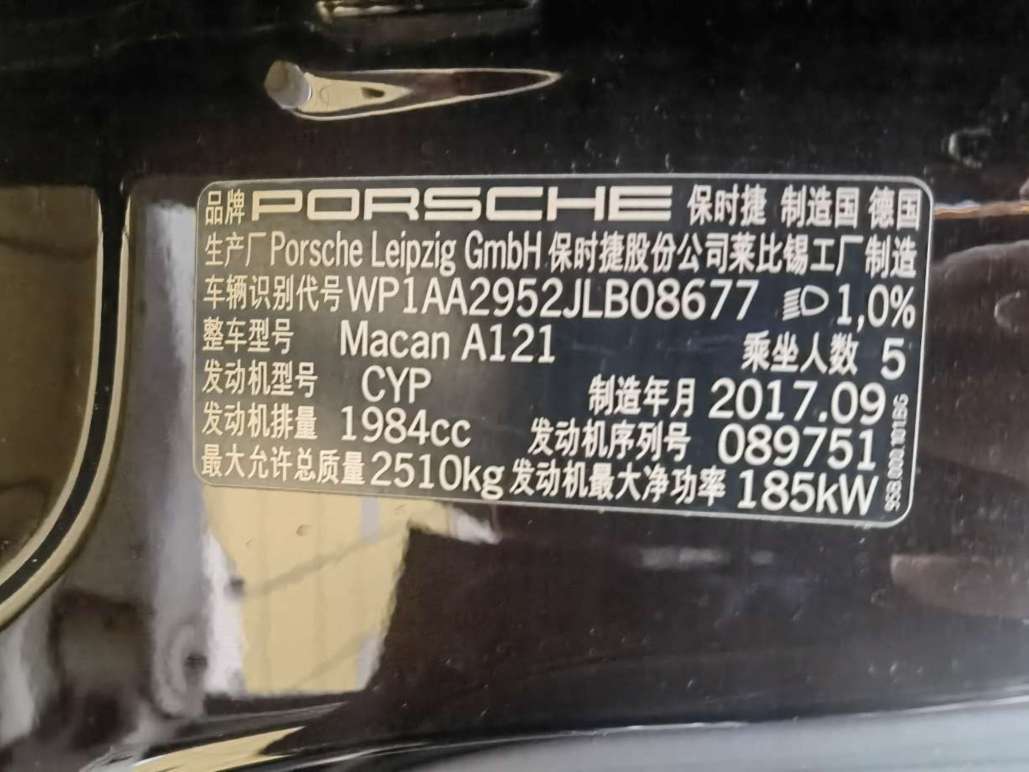 品牌 PORSCHE 保时捷 制造国 德国
生产厂 Porsche Leipzig GmbH 保时捷股份公司莱比锡工厂制造
车辆识别代号 WP1AA2952JLB08677 1,0%
整车型号 Macan A121 乘坐人数 5
发动机型号 CYP 制造年月 2017.09
发动机排量 1984cc 发动机序列号 089751
最大允许总质量 2510kg 发动机最大净功率 185kW
95B.000.101.BG